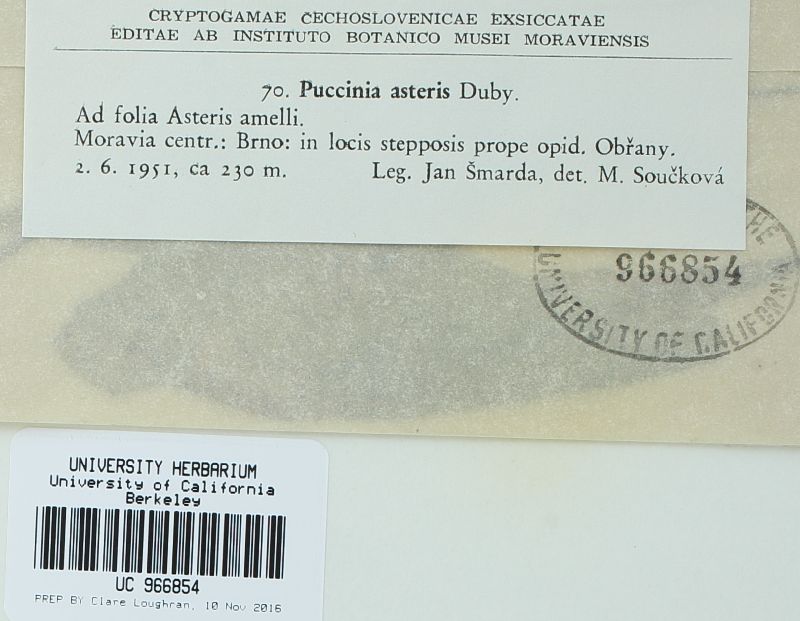 CRYPTOGAMAE ČECHOSLOVENICAE EXSICCATAE
EDITAE AB INSTITUTO BOTANICO MUSEI MORAVIENSIS
70. Puccinia asteris Duby.
Ad folia Asteris amelli.
Moravia centr.: Brno: in locis stepposis prope opid. Obřany.
2. 6. 1951, ca 230 m. Leg. Jan Šmarda, det. M. Součková
THE
966854
UNIVERSITY OF CALIFORNIA
UNIVERSITY HERBARIUM
University of California
Berkeley
UC 966854
PREP BY Clare Loughran, 10 Nov 2016